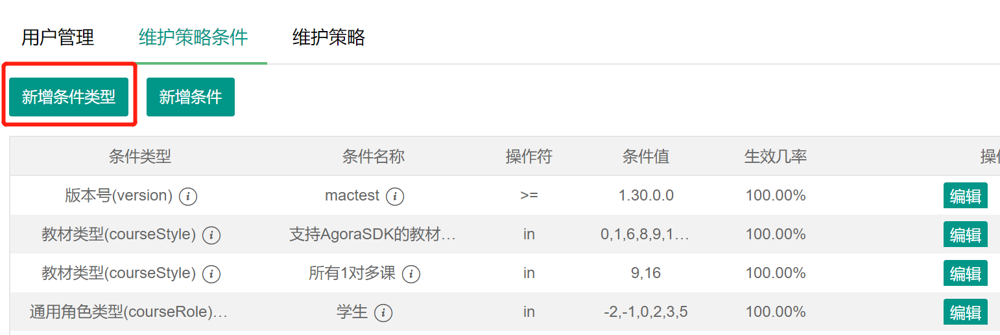 用户管理 维护策略条件 维护策略
新增条件类型 新增条件
条件类型 条件名称 操作符 条件值 生效几率
版本号(version) mactest >= 1.30.0.0 100.00% 编辑
教材类型(courseStyle) 支持AgoraSDK的教材… in 0,1,6,8,9,1… 100.00% 编辑
教材类型(courseStyle) 所有1对多课 in 9,16 100.00% 编辑
通用角色类型(courseRole)… 学生 in -2,-1,0,2,3,5 100.00% 编辑